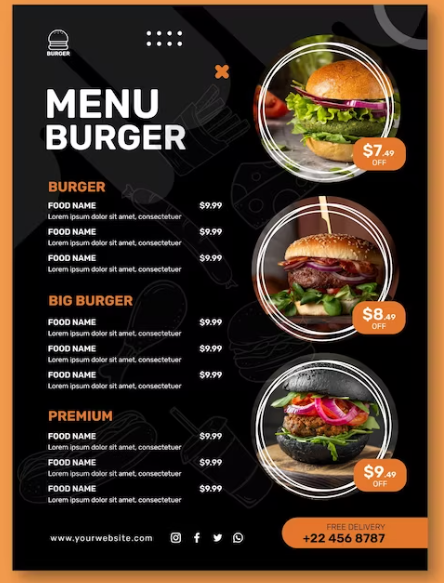 BURGER
MENU
BURGER
BURGER
FOOD NAME $9.99
Lorem ipsum dolor sit amet, consectetuer
FOOD NAME $9.99
Lorem ipsum dolor sit amet, consectetuer
FOOD NAME $9.99
Lorem ipsum dolor sit amet, consectetuer
BIG BURGER
FOOD NAME $9.99
Lorem ipsum dolor sit amet, consectetuer
FOOD NAME $9.99
Lorem ipsum dolor sit amet, consectetuer
FOOD NAME $9.99
Lorem ipsum dolor sit amet, consectetuer
PREMIUM
FOOD NAME $9.99
Lorem ipsum dolor sit amet, consectetuer
FOOD NAME $9.99
Lorem ipsum dolor sit amet, consectetuer
FOOD NAME $9.99
Lorem ipsum dolor sit amet, consectetuer
$7.49
OFF
$8.49
OFF
$9.49
OFF
www.yourwebsite.com
FREE DELIVERY
+22 456 8787